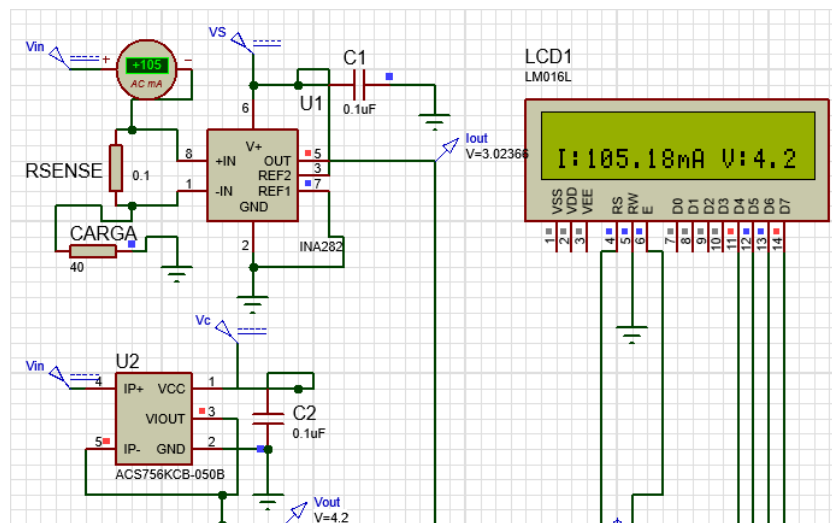 Vin
+105
AC mA
VS
C1
0.1uF
U1
6
V+
8
+IN
OUT
5
REF2
3
1
-IN
REF1
7
GND
2
INA282
RSENSE
0.1
CARGA
40
Iout
V=3.02366
LCD1
LM016L
I:105.18mA V:4.2
VSS
VDD
VEE
RS
RW
E
D0
D1
D2
D3
D4
D5
D6
D7
1
2
3
4
5
6
7
8
9
10
11
12
13
14
Vc
Vin
U2
4
IP+
VCC
1
VIOUT
3
5
IP-
GND
2
ACS756KCB-050B
C2
0.1uF
Vout
V=4.2